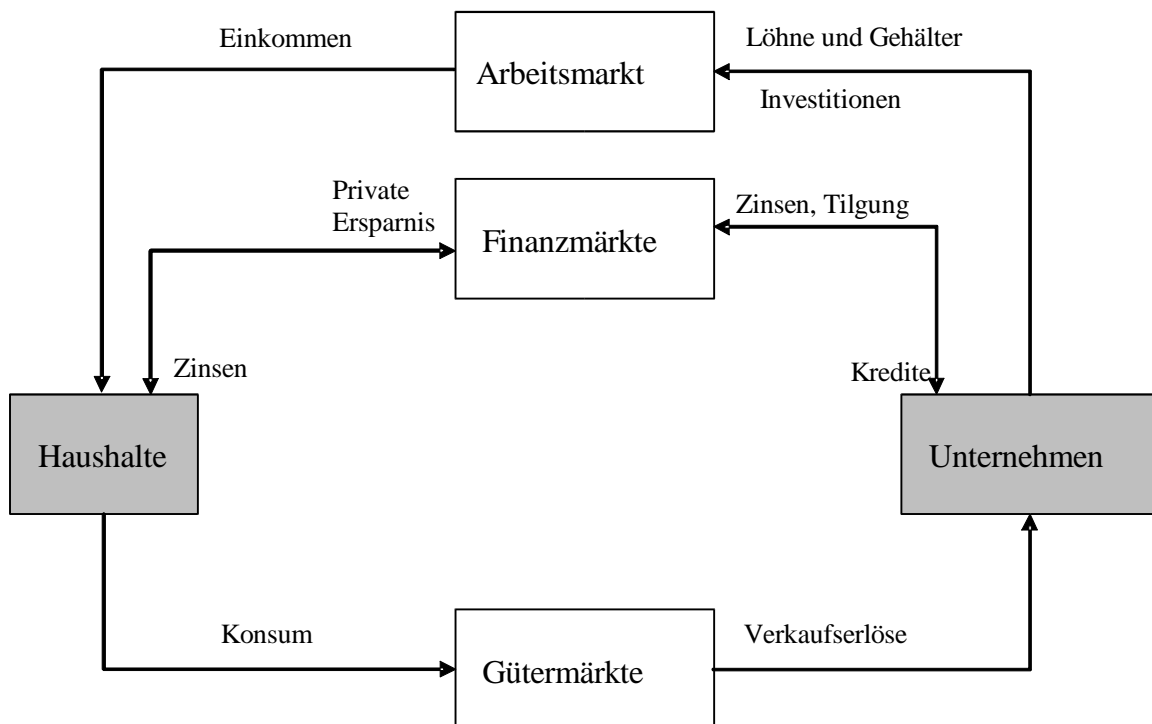 Einkommen
Löhne und Gehälter
Arbeitsmarkt
Investitionen
Private
Ersparnis
Zinsen, Tilgung
Finanzmärkte
Zinsen
Kredite
Haushalte
Unternehmen
Konsum
Verkaufserlöse
Gütermärkte